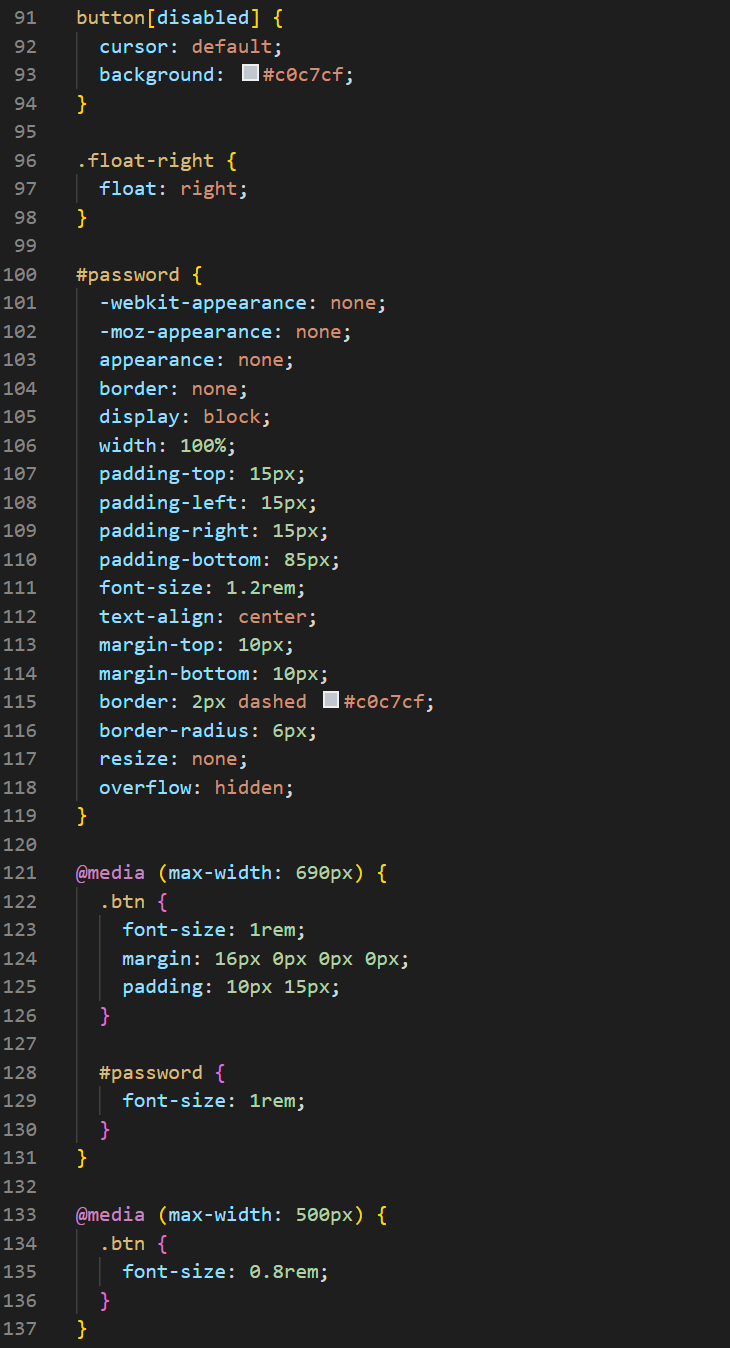 91 button[disabled] {
92 cursor: default;
93 background: #c0c7cf;
94 }
95
96 .float-right {
97 float: right;
98 }
99
100 #password {
101 -webkit-appearance: none;
102 -moz-appearance: none;
103 appearance: none;
104 border: none;
105 display: block;
106 width: 100%;
107 padding-top: 15px;
108 padding-left: 15px;
109 padding-right: 15px;
110 padding-bottom: 85px;
111 font-size: 1.2rem;
112 text-align: center;
113 margin-top: 10px;
114 margin-bottom: 10px;
115 border: 2px dashed #c0c7cf;
116 border-radius: 6px;
117 resize: none;
118 overflow: hidden;
119 }
120
121 @media (max-width: 690px) {
122 .btn {
123 font-size: 1rem;
124 margin: 16px 0px 0px 0px;
125 padding: 10px 15px;
126 }
127
128 #password {
129 font-size: 1rem;
130 }
131 }
132
133 @media (max-width: 500px) {
134 .btn {
135 font-size: 0.8rem;
136 }
137 }